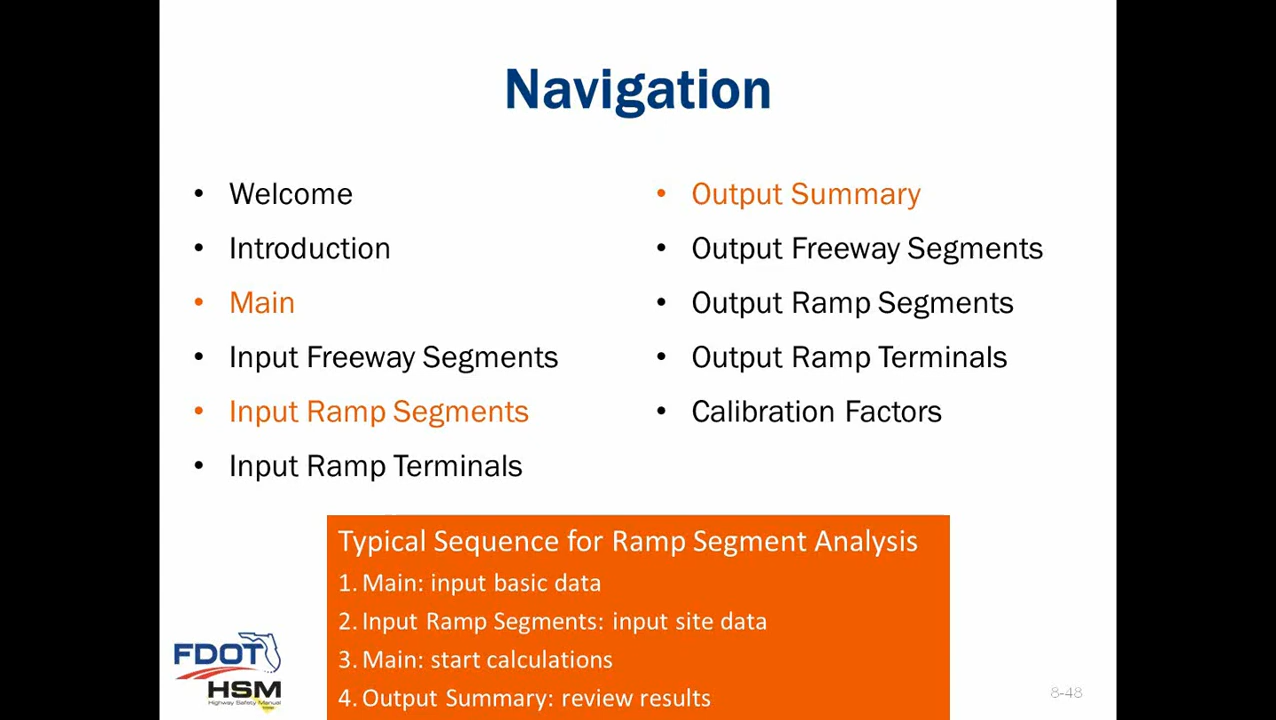 Navigation
• Welcome
• Introduction
• Main
• Input Freeway Segments
• Input Ramp Segments
• Input Ramp Terminals
• Output Summary
• Output Freeway Segments
• Output Ramp Segments
• Output Ramp Terminals
• Calibration Factors
Typical Sequence for Ramp Segment Analysis
1. Main: input basic data
2. Input Ramp Segments: input site data
3. Main: start calculations
4. Output Summary: review results
FDOT
HSM
Highway Safety Manual
8-48